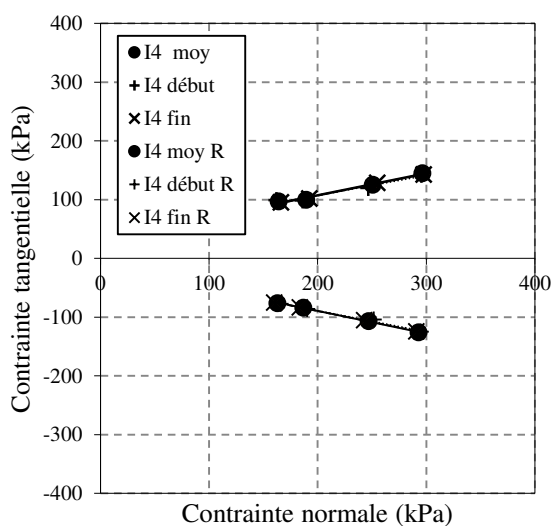 400
I4 moy
I4 début
I4 fin
I4 moy R
I4 début R
I4 fin R
300
200
100
0
0 100 200 300 400
-100
-200
-300
-400
Contrainte tangentielle (kPa)
Contrainte normale (kPa)